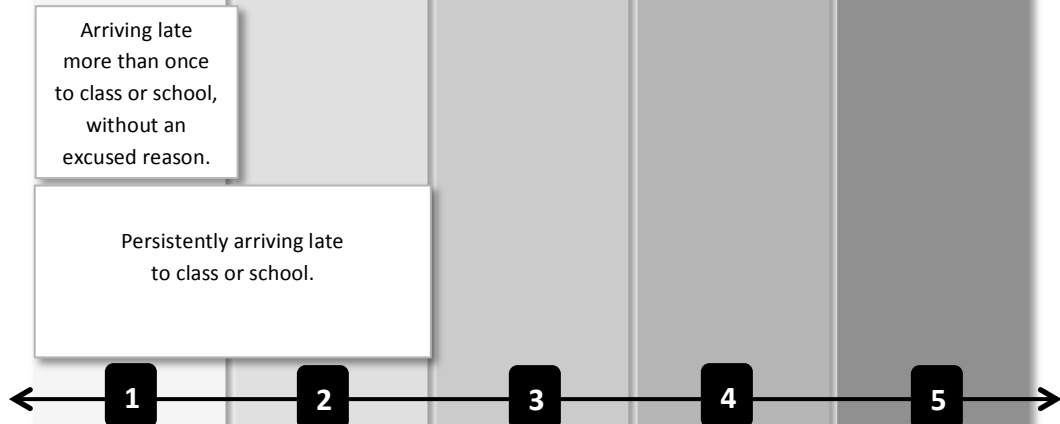 Arriving late
more than once
to class or school,
without an
excused reason.
Persistently arriving late
to class or school.
1 2 3 4 5